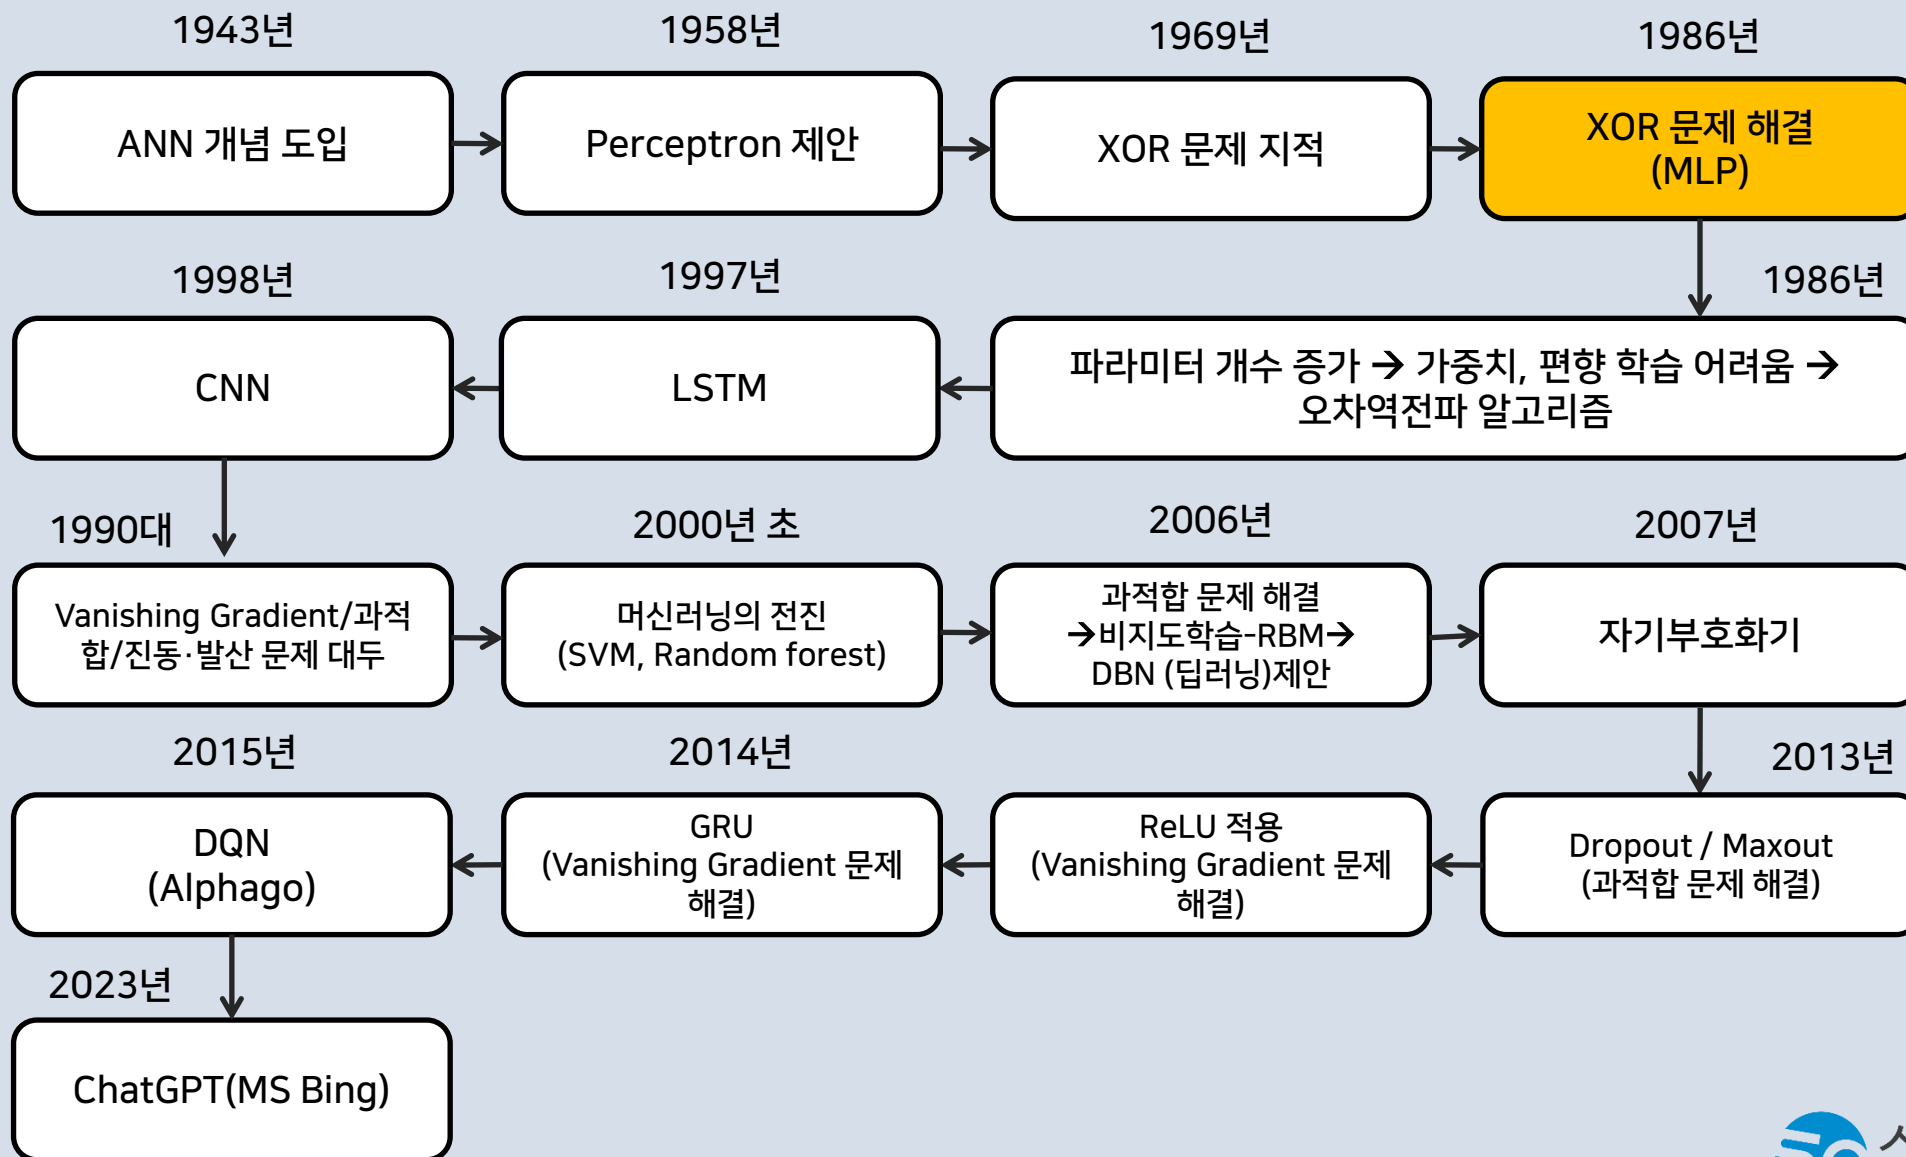 1943년
1958년
1969년
1986년
ANN 개념 도입
Perceptron 제안
XOR 문제 지적
XOR 문제 해결
(MLP)
1998년
1997년
1986년
CNN
LSTM
파라미터 개수 증가 → 가중치, 편향 학습 어려움 →
오차역전파 알고리즘
1990대
2000년 초
2006년
2007년
Vanishing Gradient/과적
합/진동·발산 문제 대두
머신러닝의 전진
(SVM, Random forest)
과적합 문제 해결
→비지도학습-RBM→
DBN (딥러닝)제안
자기부호화기
2015년
2014년
2013년
DQN
(Alphago)
GRU
(Vanishing Gradient 문제
해결)
ReLU 적용
(Vanishing Gradient 문제
해결)
Dropout / Maxout
(과적합 문제 해결)
2023년
ChatGPT(MS Bing)